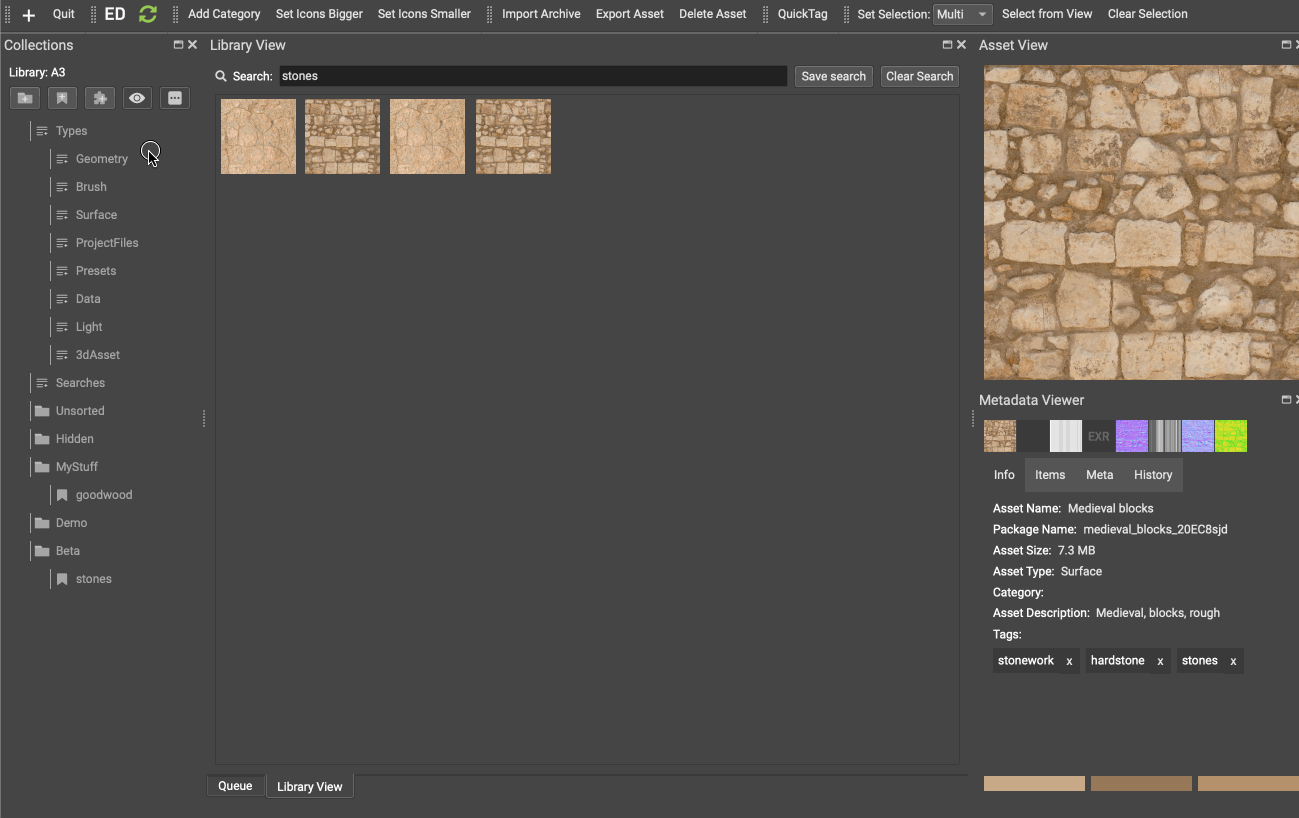 + Quit ED Add Category Set Icons Bigger Set Icons Smaller Import Archive Export Asset Delete Asset QuickTag Set Selection: Multi Select from View Clear Selection
Collections
Library: A3
Types
Geometry
Brush
Surface
ProjectFiles
Presets
Data
Light
3dAsset
Searches
Unsorted
Hidden
MyStuff
goodwood
Demo
Beta
stones
Library View
Search: stones Save search Clear Search
Queue Library View
Asset View
Metadata Viewer
EXR
Info Items Meta History
Asset Name: Medieval blocks
Package Name: medieval_blocks_20EC8sjd
Asset Size: 7.3 MB
Asset Type: Surface
Category:
Asset Description: Medieval, blocks, rough
Tags:
stonework x hardstone x stones x